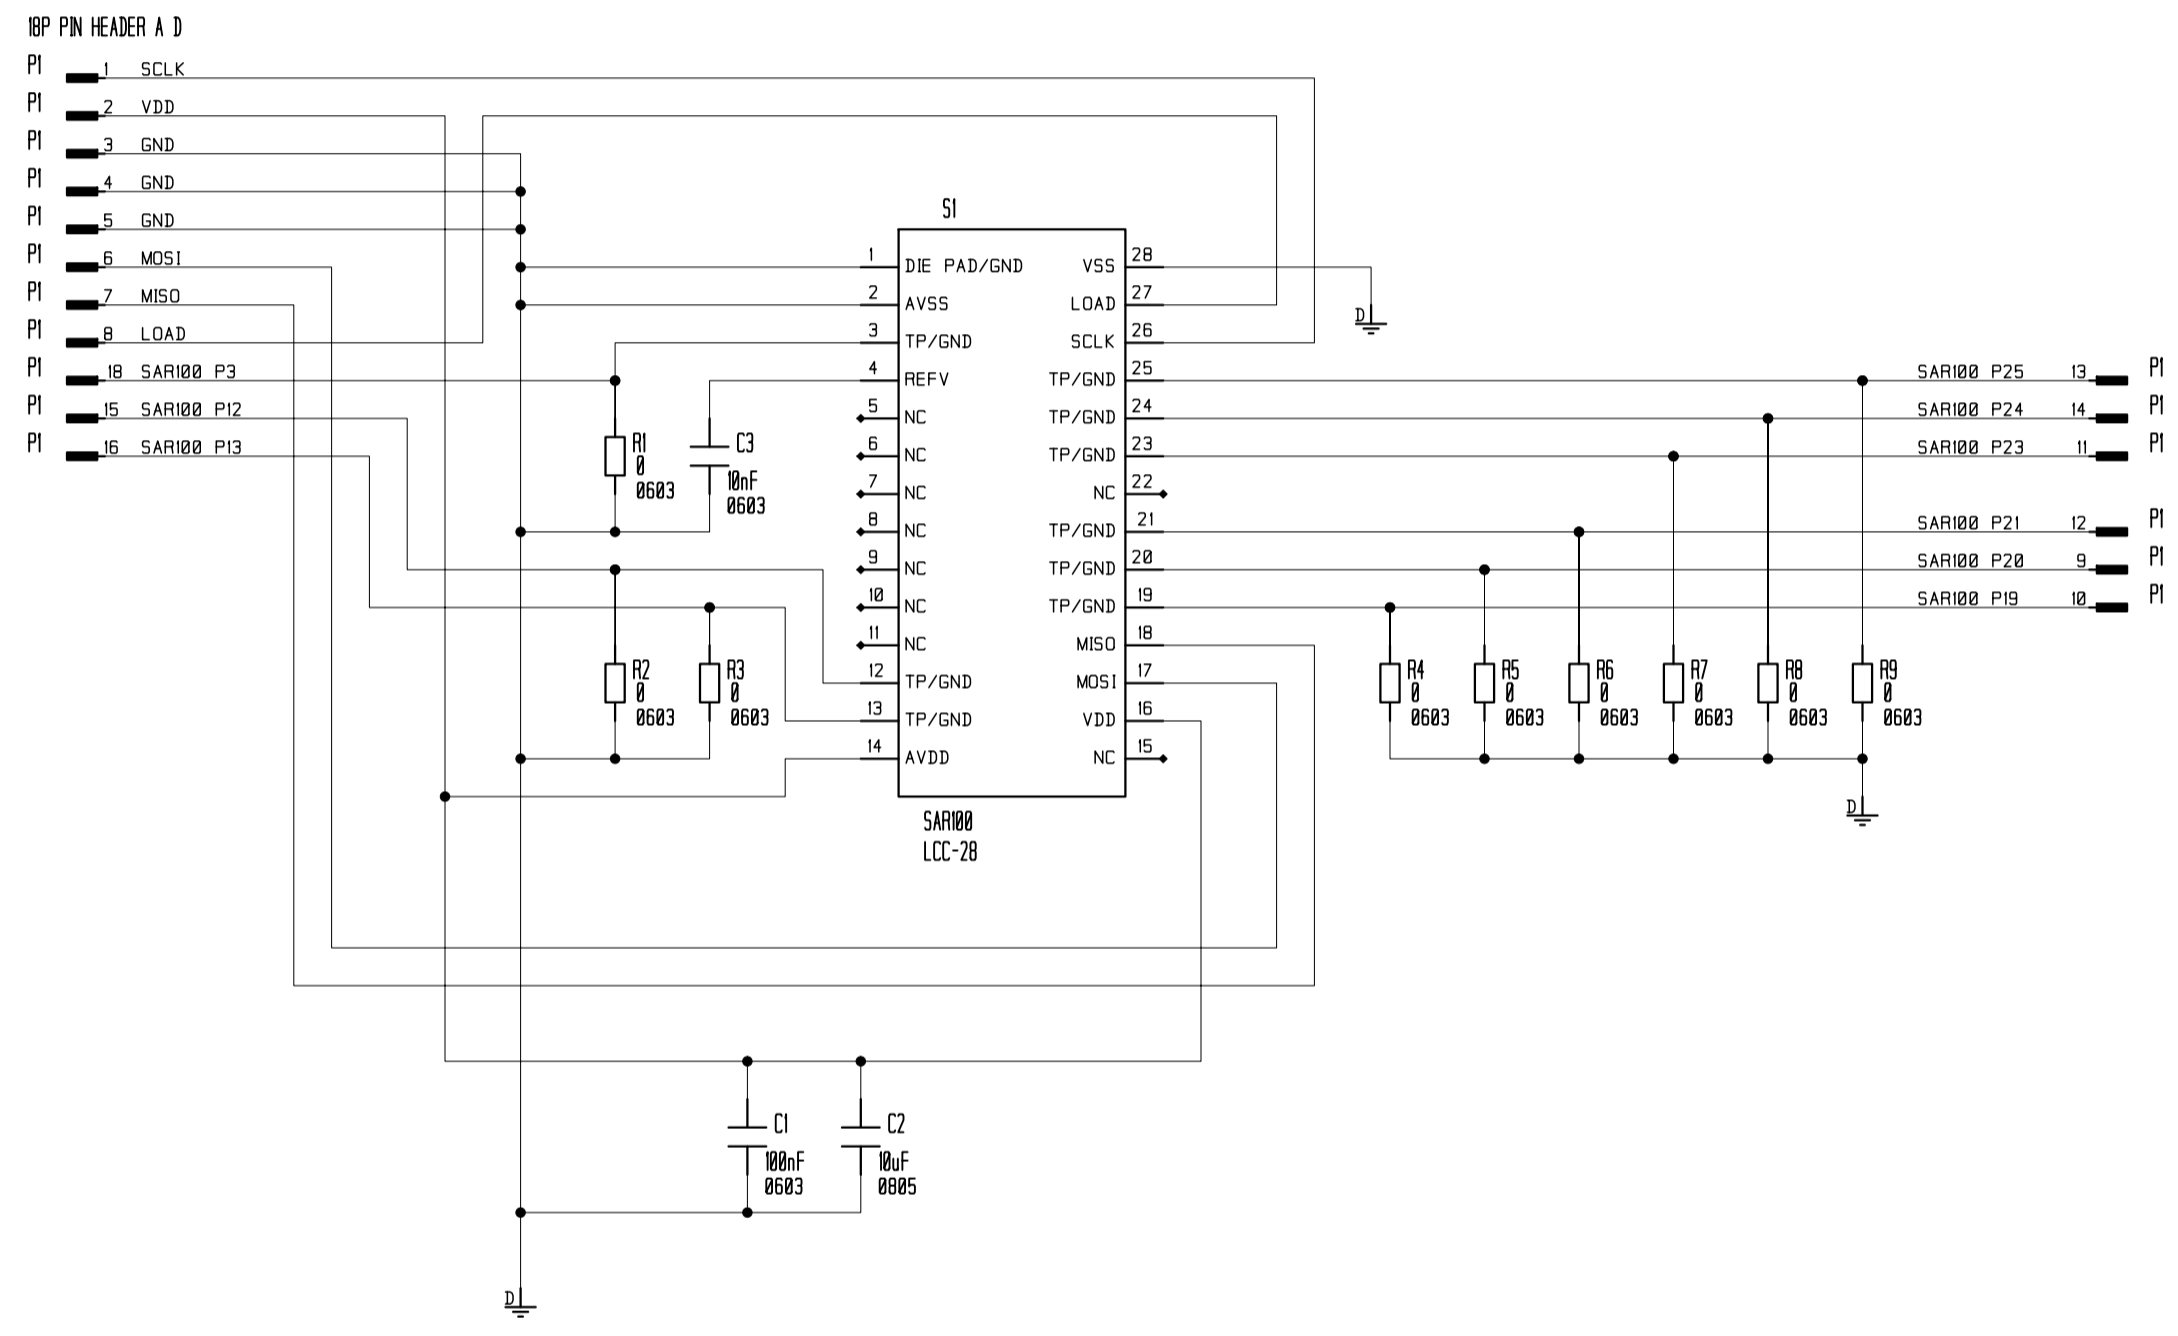 18P PIN HEADER A D
P1 1 SCLK
P1 2 VDD
P1 3 GND
P1 4 GND
P1 5 GND
P1 6 MOSI
P1 7 MISO
P1 8 LOAD
P1 18 SAR100 P3
P1 15 SAR100 P12
P1 16 SAR100 P13
S1
1 DIE PAD/GND
2 AVSS
3 TP/GND
4 REFV
5 NC
6 NC
7 NC
8 NC
9 NC
10 NC
11 NC
12 TP/GND
13 TP/GND
14 AVDD
VSS 28
LOAD 27
SCLK 26
TP/GND 25
TP/GND 24
TP/GND 23
NC 22
TP/GND 21
TP/GND 20
TP/GND 19
MISO 18
MOSI 17
VDD 16
NC 15
SAR100
LCC-28
R1
0
0603
C3
10nF
0603
R2
0
0603
R3
0
0603
D
SAR100 P25 13 P1
SAR100 P24 14 P1
SAR100 P23 11 P1
SAR100 P21 12 P1
SAR100 P20 9 P1
SAR100 P19 10 P1
R4
0
0603
R5
0
0603
R6
0
0603
R7
0
0603
R8
0
0603
R9
0
0603
D
C1
100nF
0603
C2
10uF
0805
D